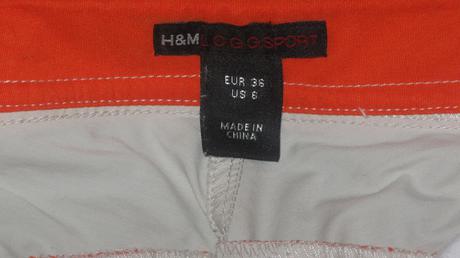 H&M L.O.G.G.SPORT
EUR 36
US 6
MADE IN
CHINA